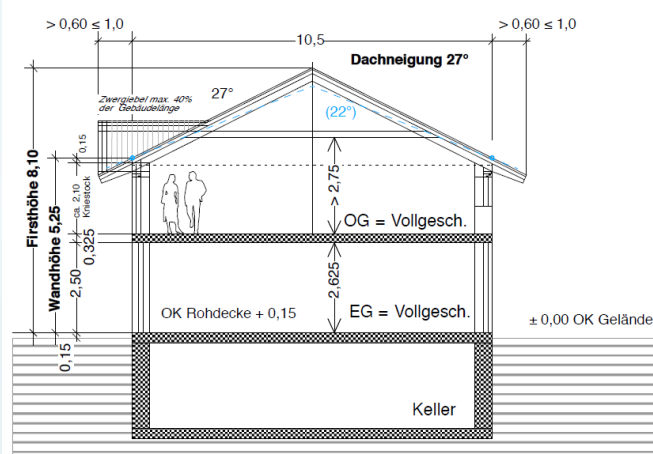 > 0,60 ≤ 1,0
> 0,60 ≤ 1,0
10,5
Dachneigung 27°
Zwergiebel max. 40%
der Gebäudelänge
27°
(22°)
0,15
Firsthöhe 8,10
Wandhöhe 5,25
ca. 2,10
Kniestock
0,325
2,50
0,15
> 2,75
OG = Vollgesch.
2,625
OK Rohdecke + 0,15
EG = Vollgesch.
± 0,00 OK Gelände
Keller